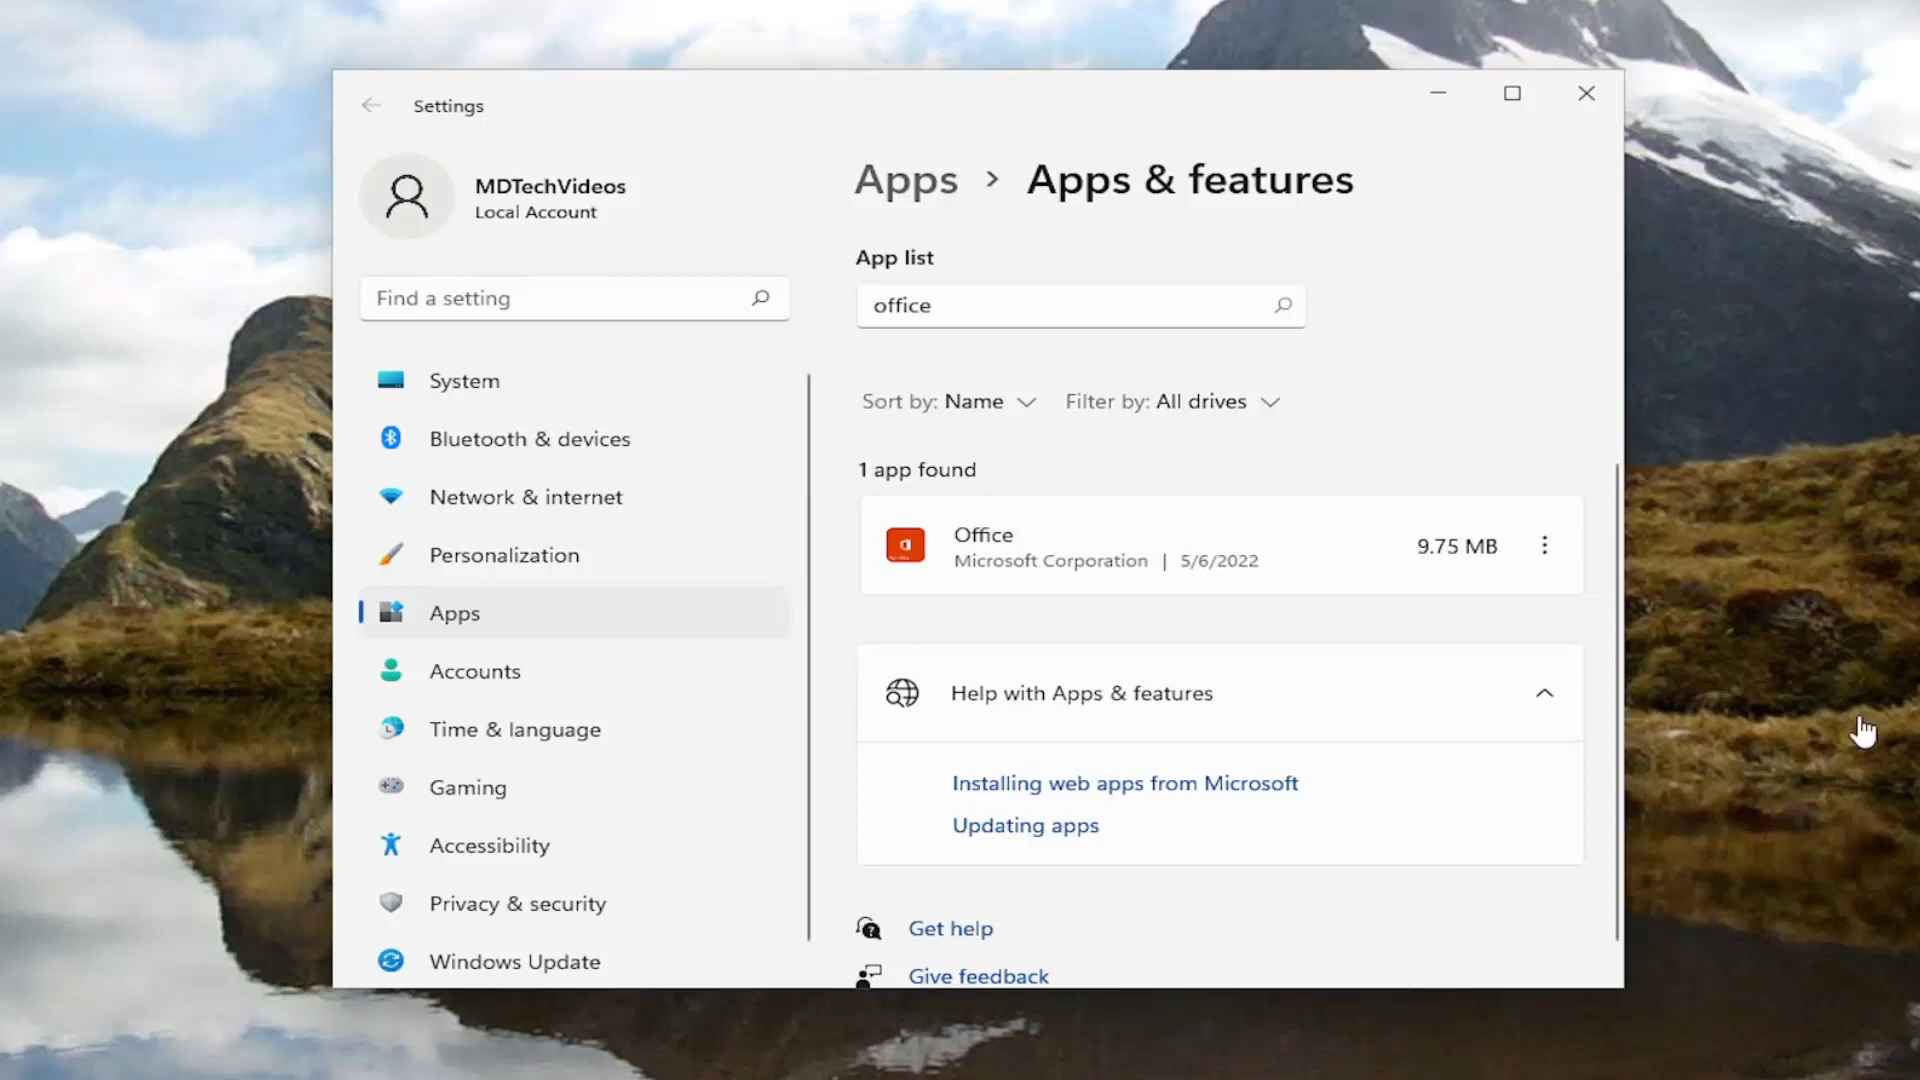 Settings
MDTechVideos
Local Account
Find a setting
System
Bluetooth & devices
Network & internet
Personalization
Apps
Accounts
Time & language
Gaming
Accessibility
Privacy & security
Windows Update
Apps > Apps & features
App list
office
Sort by: Name Filter by: All drives
1 app found
Office
Microsoft Corporation | 5/6/2022
9.75 MB
Help with Apps & features
Installing web apps from Microsoft
Updating apps
Get help
Give feedback